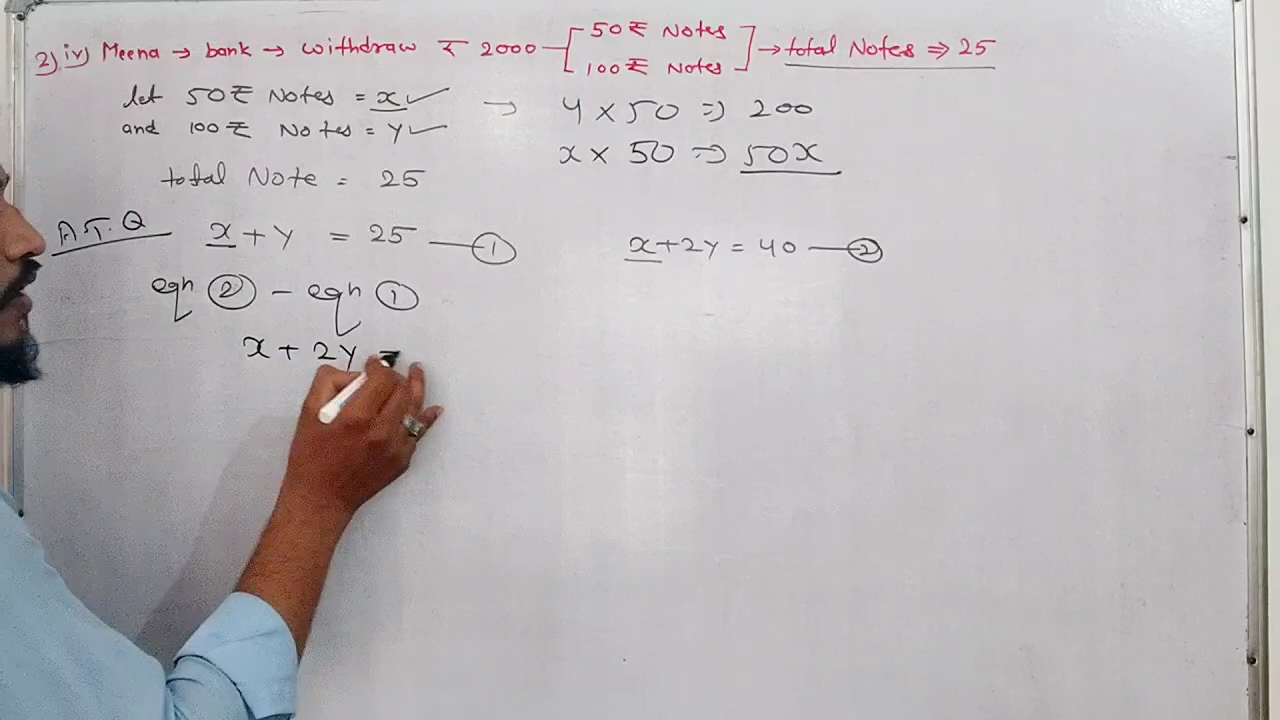 2) iv) Meena → bank → withdraw ₹ 2000 50 ₹ Notes 100 ₹ Notes → total Notes ⇒ 25
let 50 ₹ Notes = x ✓ → 4 × 50 ⇒ 200
and 100 ₹ Notes = y ✓ x × 50 ⇒ 50x
total Note = 25
A.T.Q x + y = 25 — ① x + 2y = 40 — ②
eqn ② - eqn ①
x + 2y =